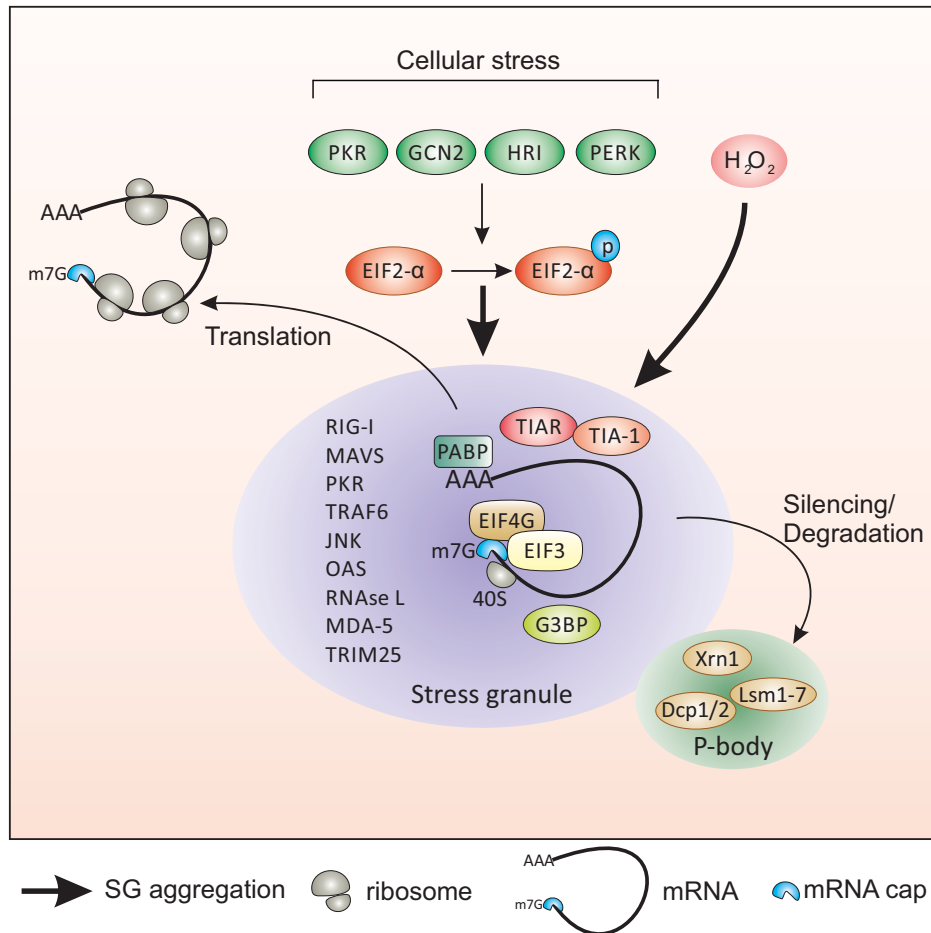 Cellular stress
PKR
GCN2
HRI
PERK
H2O2
AAA
m7G
EIF2-α
EIF2-α
p
Translation
RIG-I
MAVS
PKR
TRAF6
JNK
OAS
RNAse L
MDA-5
TRIM25
TIAR
TIA-1
PABP
AAA
EIF4G
m7G
EIF3
40S
G3BP
Stress granule
Silencing/
Degradation
Xrn1
Lsm1-7
Dcp1/2
P-body
SG aggregation
ribosome
AAA
m7G
mRNA
mRNA cap